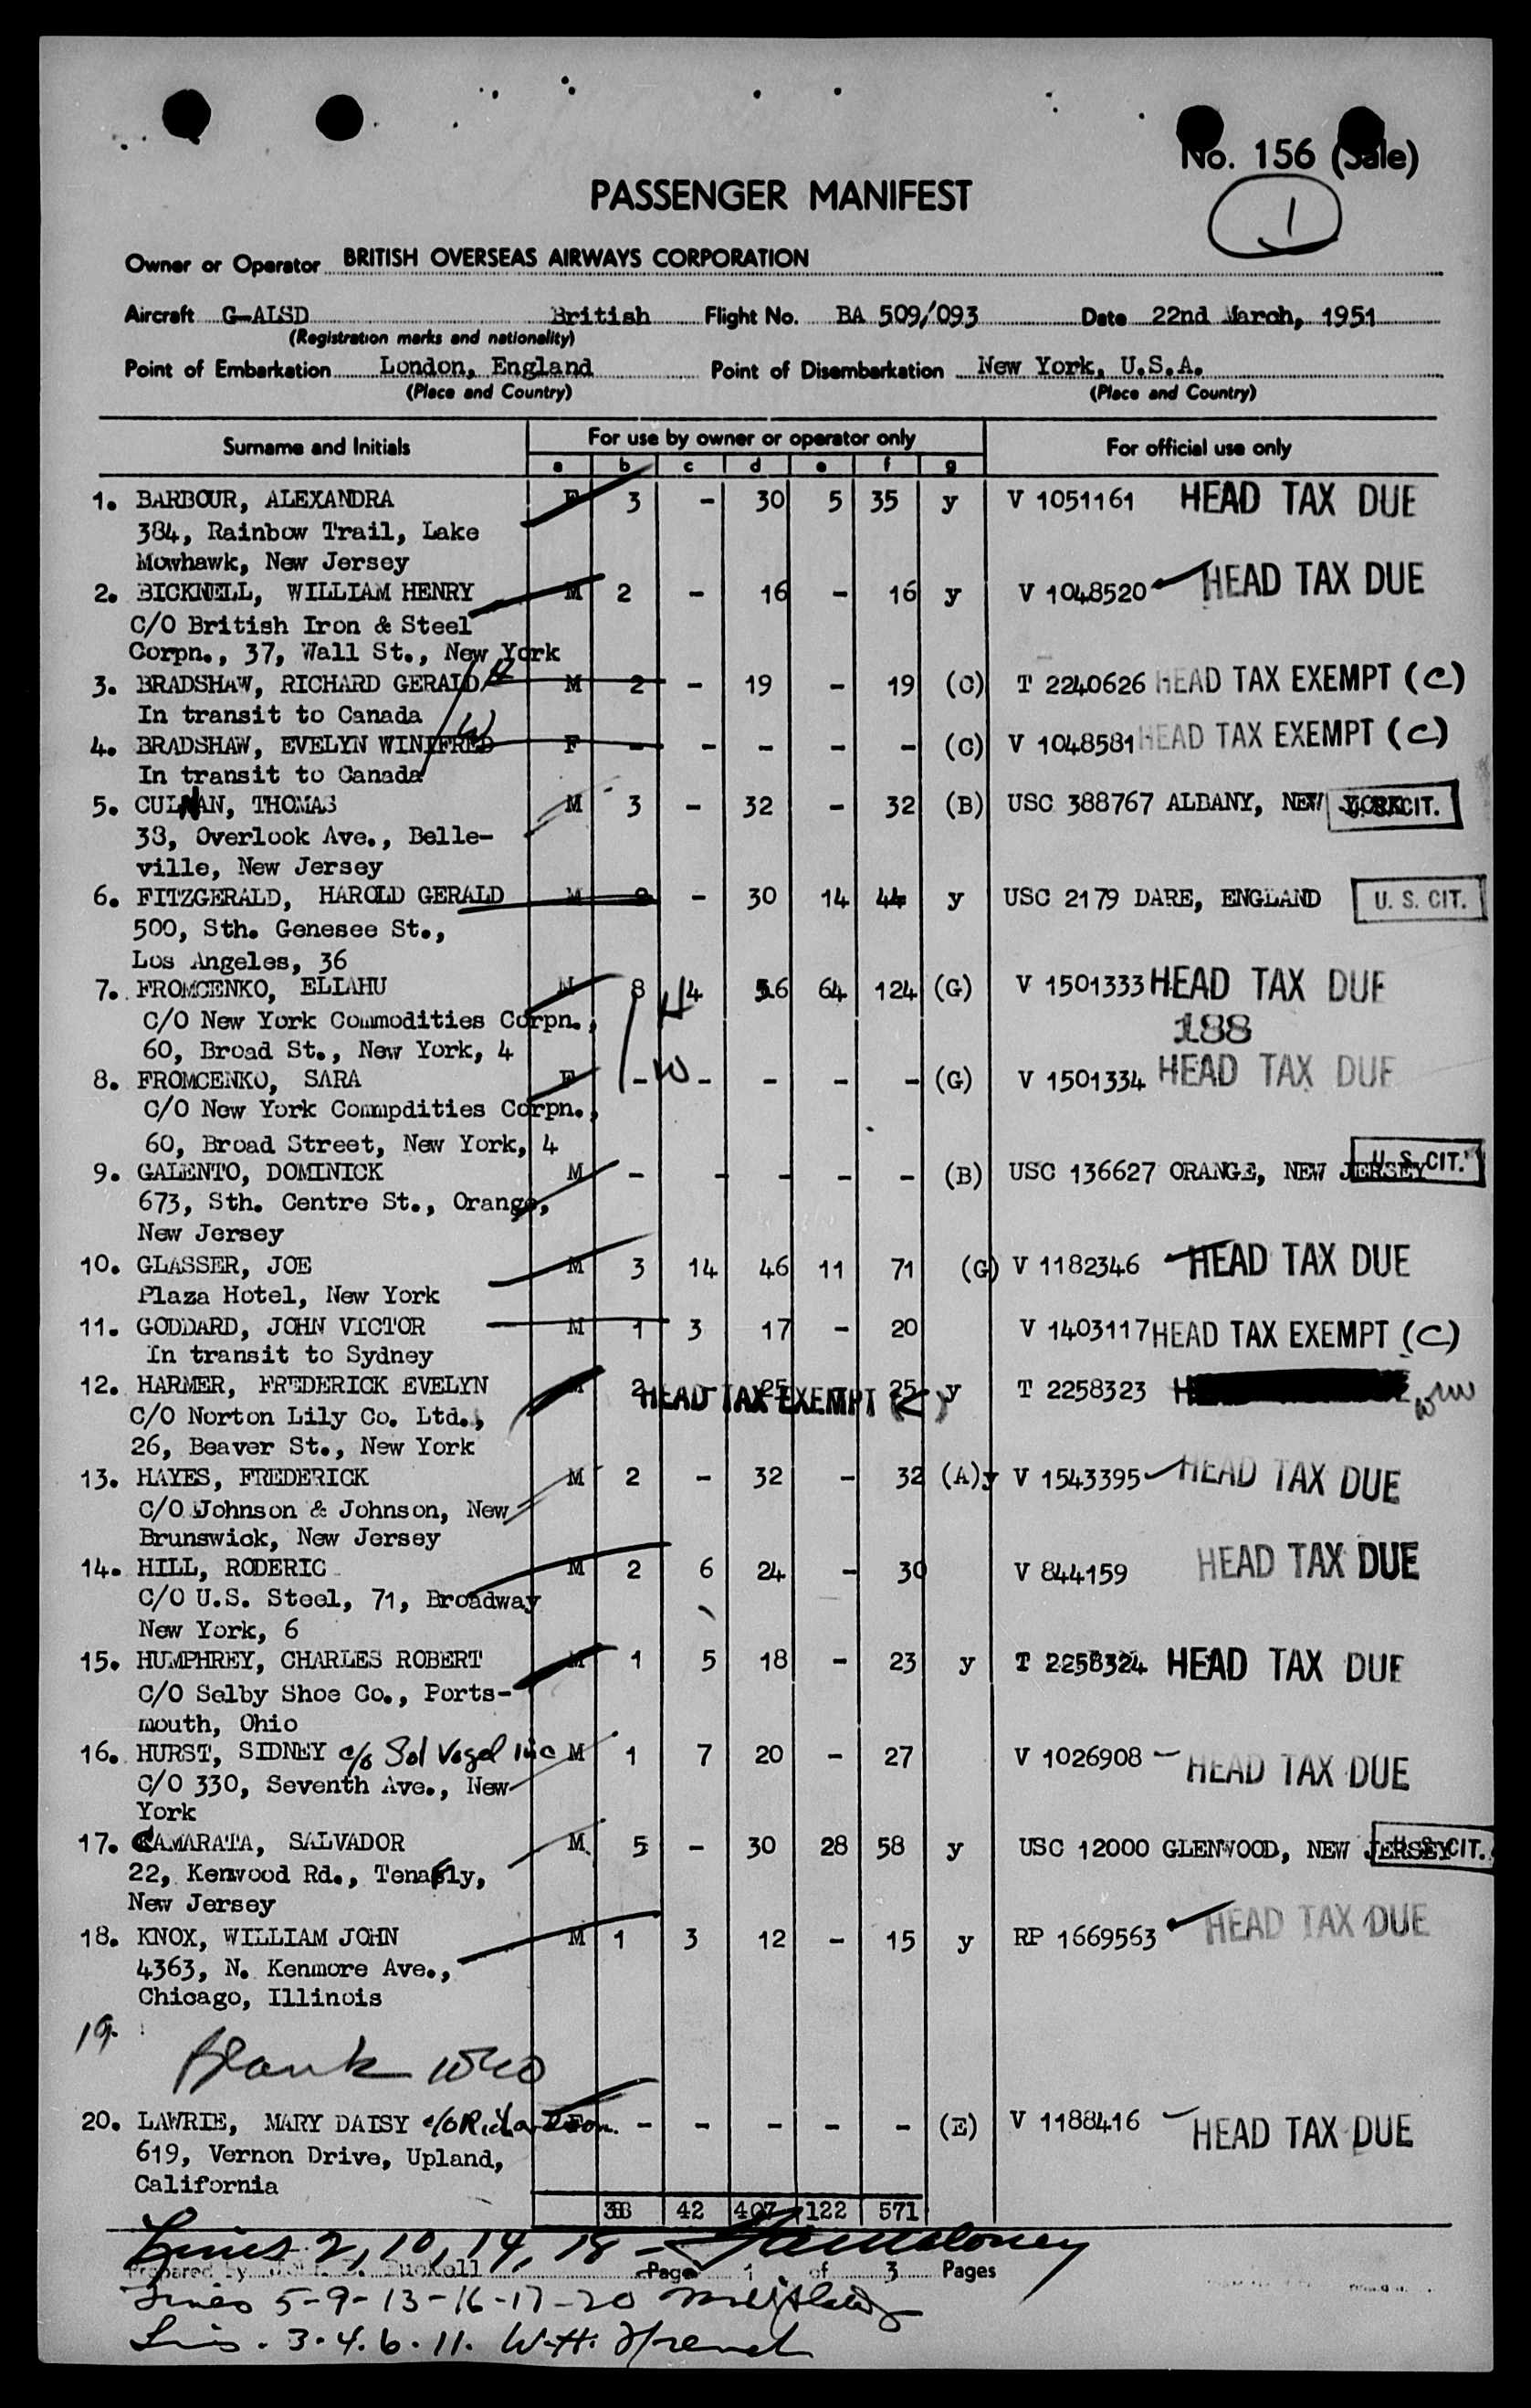 No. 156 (Sale)
1
PASSENGER MANIFEST
Owner or Operator BRITISH OVERSEAS AIRWAYS CORPORATION
Aircraft G-ALSD British Flight No. BA 509/093 Date 22nd March, 1951
(Registration marks and nationality)
Point of Embarkation London, England Point of Disembarkation New York, U.S.A.
(Place and Country) (Place and Country)
Surname and Initials For use by owner or operator only For official use only
a b c d e f g
1. BARBOUR, ALEXANDRA F 3 - 30 5 35 y V 1051161 HEAD TAX DUE
384, Rainbow Trail, Lake
Mowhawk, New Jersey
2. BICKNELL, WILLIAM HENRY M 2 - 16 - 16 y V 1048520 HEAD TAX DUE
C/O British Iron & Steel
Corpn., 37, Wall St., New York
3. BRADSHAW, RICHARD GERALD H M 2 - 19 - 19 (C) T 2240626 HEAD TAX EXEMPT (C)
In transit to Canada
4. BRADSHAW, EVELYN WINIFRED W F - - - - - (C) V 1048581 HEAD TAX EXEMPT (C)
In transit to Canada
5. CULNAN, THOMAS M 3 - 32 - 32 (B) USC 388767 ALBANY, NEW YORK U.S. CIT.
38, Overlook Ave., Belle-
ville, New Jersey
6. FITZGERALD, HAROLD GERALD M 2 - 30 14 44 y USC 2179 DARE, ENGLAND U. S. CIT.
500, Sth. Genesee St.,
Los Angeles, 36
7. FROMCENKO, ELIAHU M 8 H 4 56 64 124 (G) V 1501333 HEAD TAX DUE
C/O New York Commodities Corpn., 188
60, Broad St., New York, 4
8. FROMCENKO, SARA F - W - - - - (G) V 1501334 HEAD TAX DUE
C/O New York Commpdities Corpn.,
60, Broad Street, New York, 4
9. GALENTO, DOMINICK M - - - - - (B) USC 136627 ORANGE, NEW JERSEY U. S. CIT.
673, Sth. Centre St., Orange,
New Jersey
10. GLASSER, JOE M 3 14 46 11 71 (G) V 1182346 HEAD TAX DUE
Plaza Hotel, New York
11. GODDARD, JOHN VICTOR M 1 3 17 - 20 V 1403117 HEAD TAX EXEMPT (C)
In transit to Sydney
12. HARMER, FREDERICK EVELYN M 2 - 25 - 25 y T 2258323 HEAD TAX EXEMPT
C/O Norton Lily Co. Ltd.,
26, Beaver St., New York
13. HAYES, FREDERICK M 2 - 32 - 32 (A)y V 1543395 HEAD TAX DUE
C/O Johnson & Johnson, New
Brunswick, New Jersey
14. HILL, RODERIC M 2 6 24 - 30 V 844159 HEAD TAX DUE
C/O U.S. Steel, 71, Broadway
New York, 6
15. HUMPHREY, CHARLES ROBERT M 1 5 18 - 23 y T 2258324 HEAD TAX DUE
C/O Selby Shoe Co., Ports-
mouth, Ohio
16. HURST, SIDNEY c/o Sol Vogel Inc M 1 7 20 - 27 V 1026908 - HEAD TAX DUE
C/O 330, Seventh Ave., New
York
17. CAMARATA, SALVADOR M 5 - 30 28 58 y USC 12000 GLENWOOD, NEW JERSEY U. S. CIT.
22, Kenwood Rd., Tenafly,
New Jersey
18. KNOX, WILLIAM JOHN M 1 3 12 - 15 y RP 1669563 HEAD TAX DUE
4363, N. Kenmore Ave.,
Chicago, Illinois
19.
Blank
20. LAWRIE, MARY DAISY c/o Richardson. F - - - - - (E) V 1188416 HEAD TAX DUE
619, Vernon Drive, Upland,
California
38 42 407 122 571
Lines 2, 10, 14, 18 - Maloney
Prepared by Page 1 of 3 Pages
Lines 5-9-13-16-17-20
Lin. 3. 4. 6. 11. W.H. French